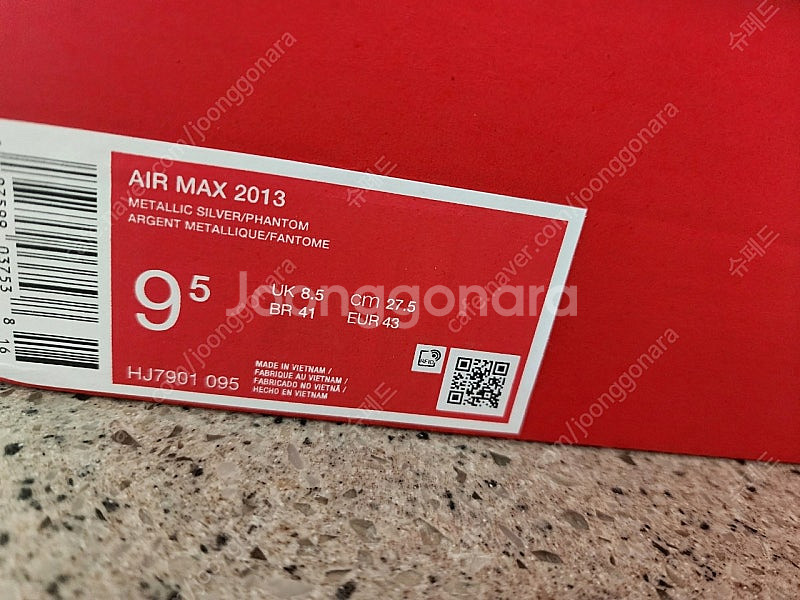 AIR MAX 2013
METALLIC SILVER/PHANTOM
ARGENT METALLIQUE/FANTOME
9 5
UK 8.5 CM 27.5
BR 41 EUR 43
HJ7901 095
MADE IN VIETNAM /
FABRIQUE AU VIETNAM /
FABRICADO NO VIETNÃ /
HECHO EN VIETNAM
RFID
Joonggonara
cafe.naver.com/joonggonara
슈페드